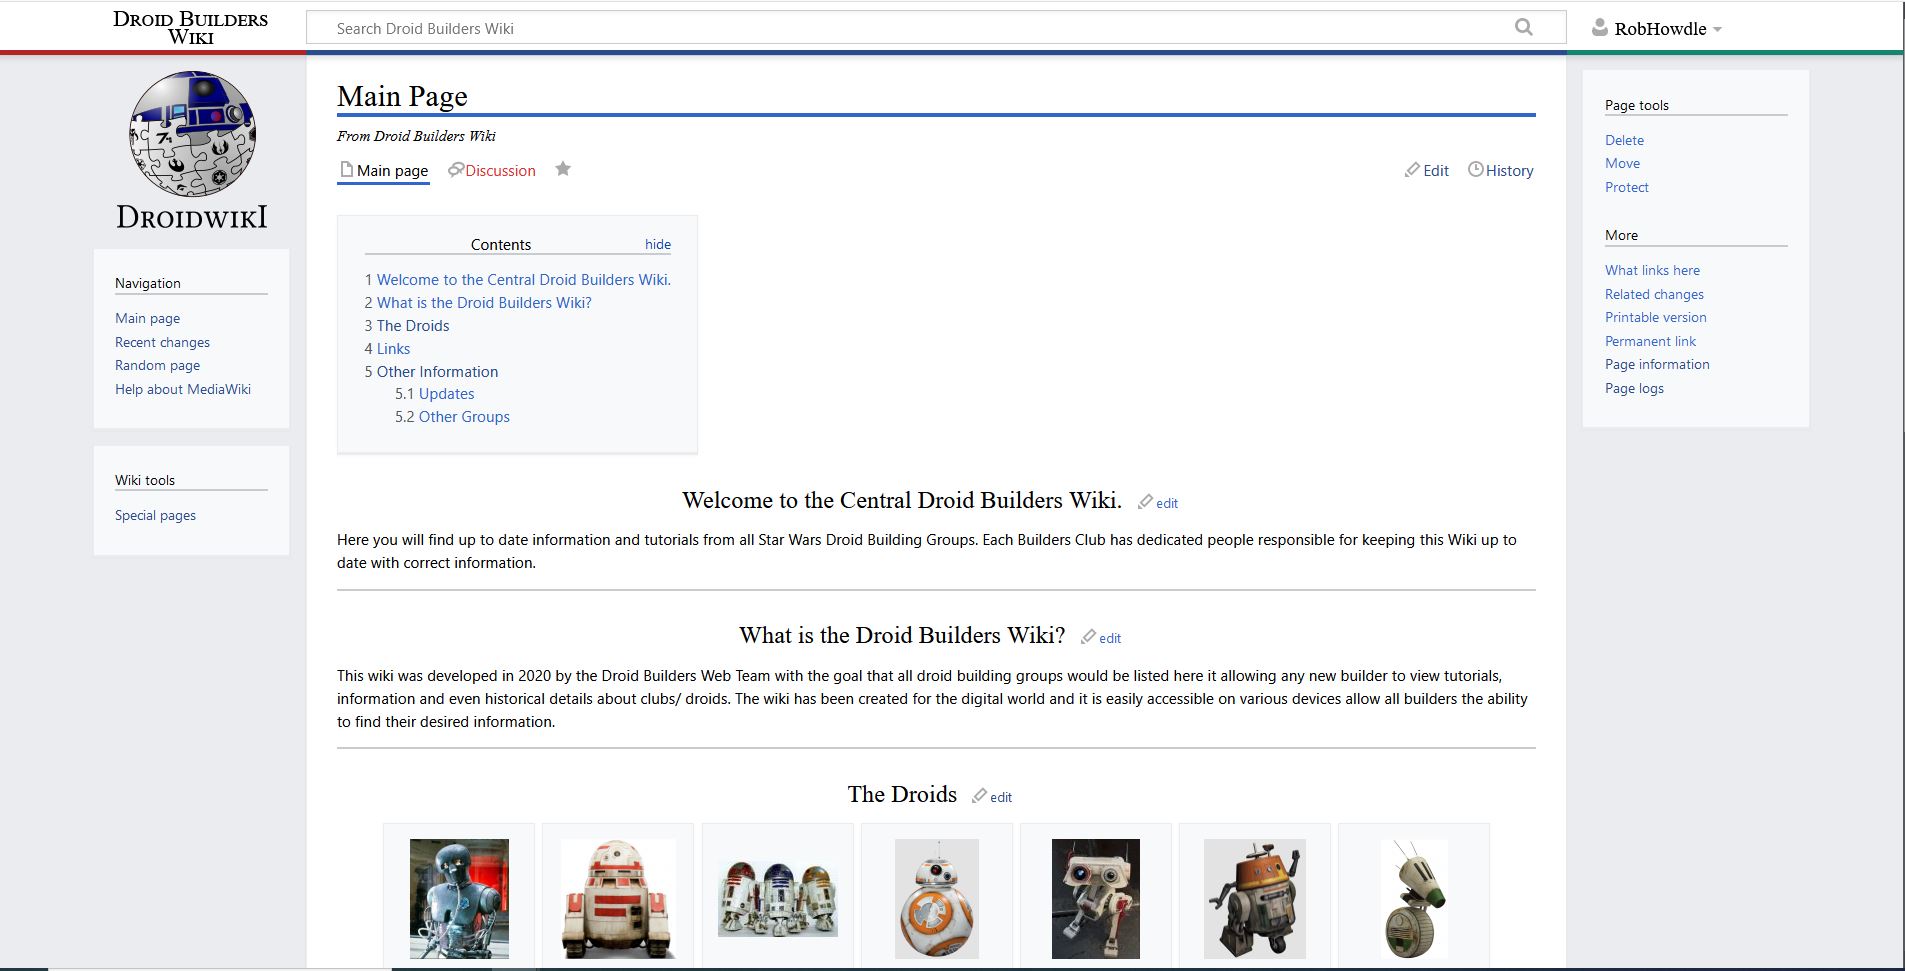 Droid Builders
Wiki
Search Droid Builders Wiki
RobHowdle
DroidwikI
Navigation
Main page
Recent changes
Random page
Help about MediaWiki
Wiki tools
Special pages
Main Page
From Droid Builders Wiki
Main page
Discussion
Edit
History
Contents
hide
1 Welcome to the Central Droid Builders Wiki.
2 What is the Droid Builders Wiki?
3 The Droids
4 Links
5 Other Information
5.1 Updates
5.2 Other Groups
Welcome to the Central Droid Builders Wiki. edit
Here you will find up to date information and tutorials from all Star Wars Droid Building Groups. Each Builders Club has dedicated people responsible for keeping this Wiki up to
date with correct information.
What is the Droid Builders Wiki? edit
This wiki was developed in 2020 by the Droid Builders Web Team with the goal that all droid building groups would be listed here it allowing any new builder to view tutorials,
information and even historical details about clubs/ droids. The wiki has been created for the digital world and it is easily accessible on various devices allow all builders the ability
to find their desired information.
The Droids edit
Page tools
Delete
Move
Protect
More
What links here
Related changes
Printable version
Permanent link
Page information
Page logs